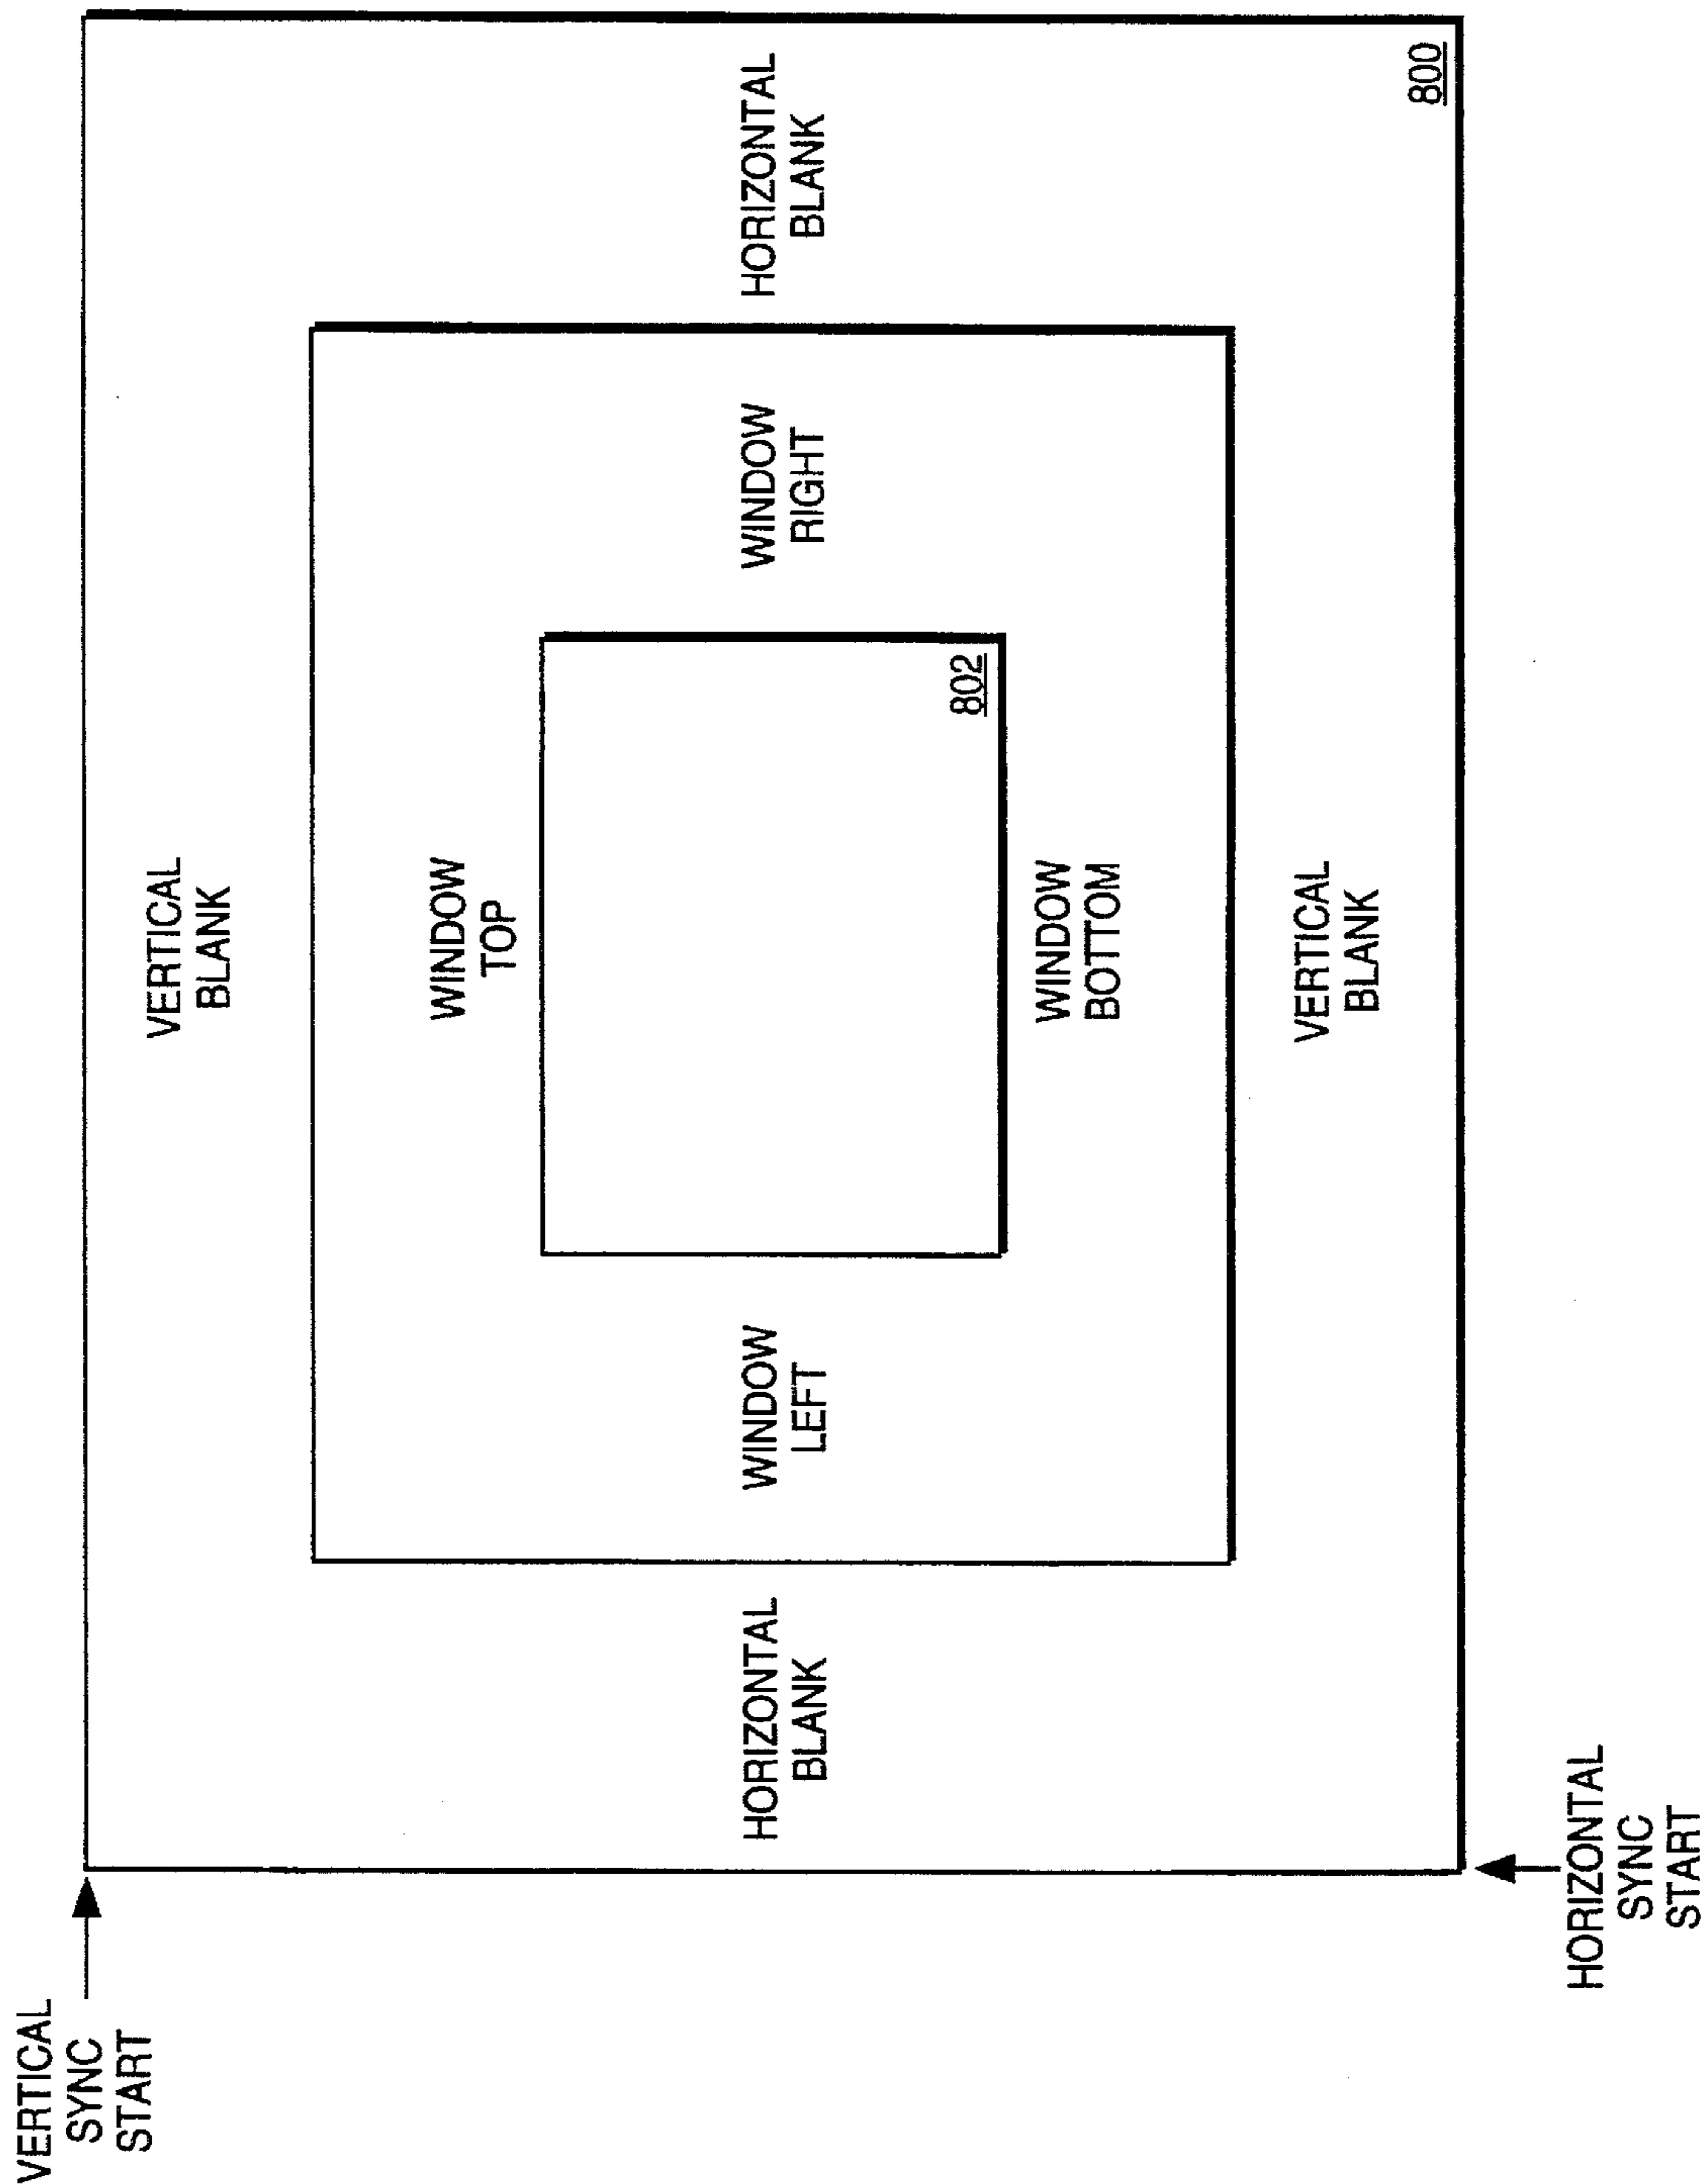 VERTICAL
SYNC
START
VERTICAL
BLANK
WINDOW
TOP
HORIZONTAL
BLANK
WINDOW
LEFT
WINDOW
RIGHT
HORIZONTAL
BLANK
802
WINDOW
BOTTOM
VERTICAL
BLANK
800
HORIZONTAL
SYNC
START